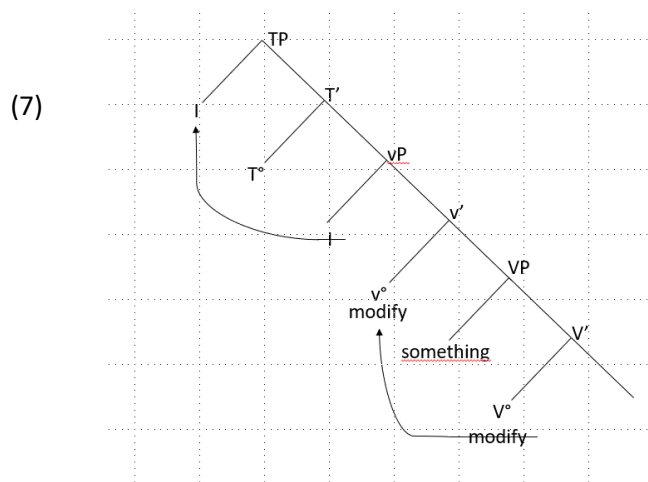 TP
(7)
T’
I
vP
T°
v’
I
VP
v°
modify
V’
something
V°
modify